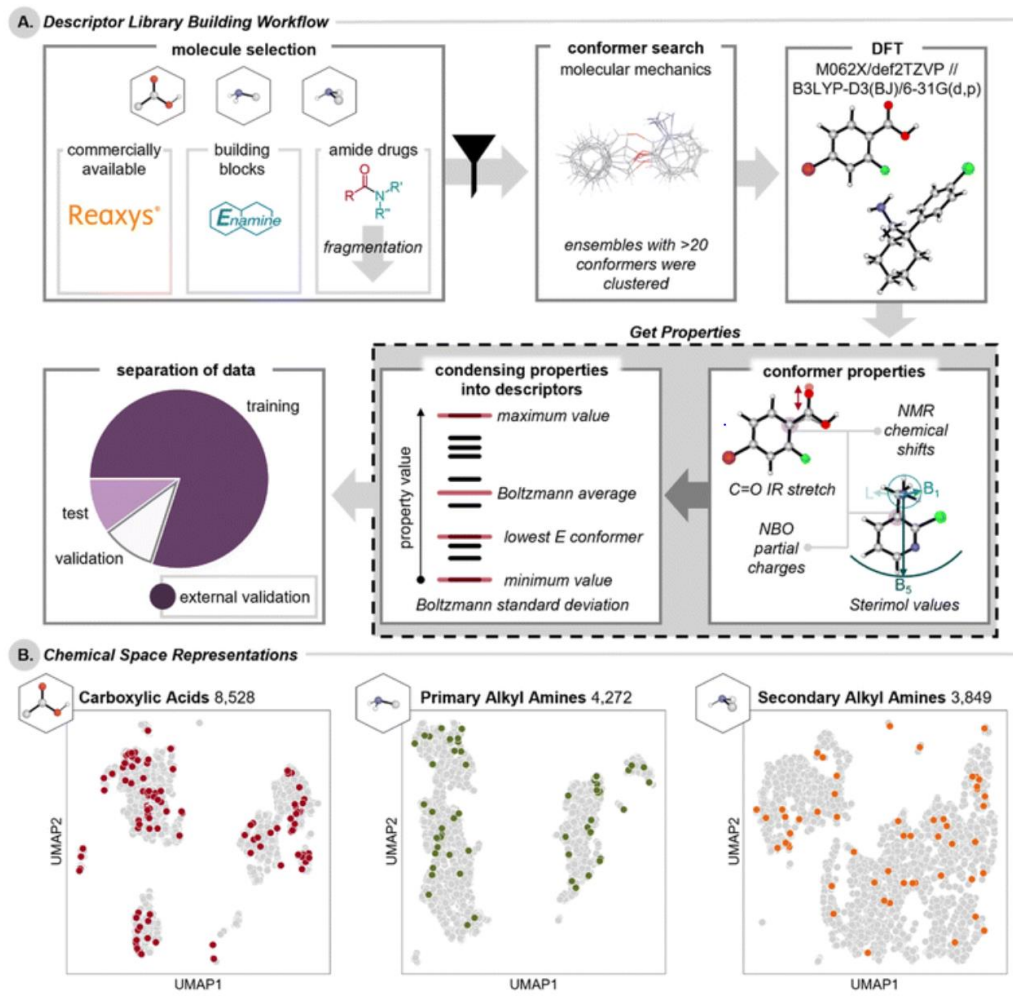 A. Descriptor Library Building Workflow
molecule selection
commercially
available
Reaxys®
building
blocks
Enamine
amide drugs
O
R
N
R'
R"
fragmentation
conformer search
molecular mechanics
ensembles with >20
conformers were
clustered
DFT
M062X/def2TZVP //
B3LYP-D3(BJ)/6-31G(d,p)
Get Properties
separation of data
training
test
validation
external validation
condensing properties
into descriptors
property value
maximum value
Boltzmann average
lowest E conformer
minimum value
Boltzmann standard deviation
conformer properties
NMR
chemical
shifts
C=O IR stretch
NBO
partial
charges
L
B1
B5
Sterimol values
B. Chemical Space Representations
Carboxylic Acids 8,528
UMAP2
UMAP1
Primary Alkyl Amines 4,272
UMAP2
UMAP1
Secondary Alkyl Amines 3,849
UMAP2
UMAP1